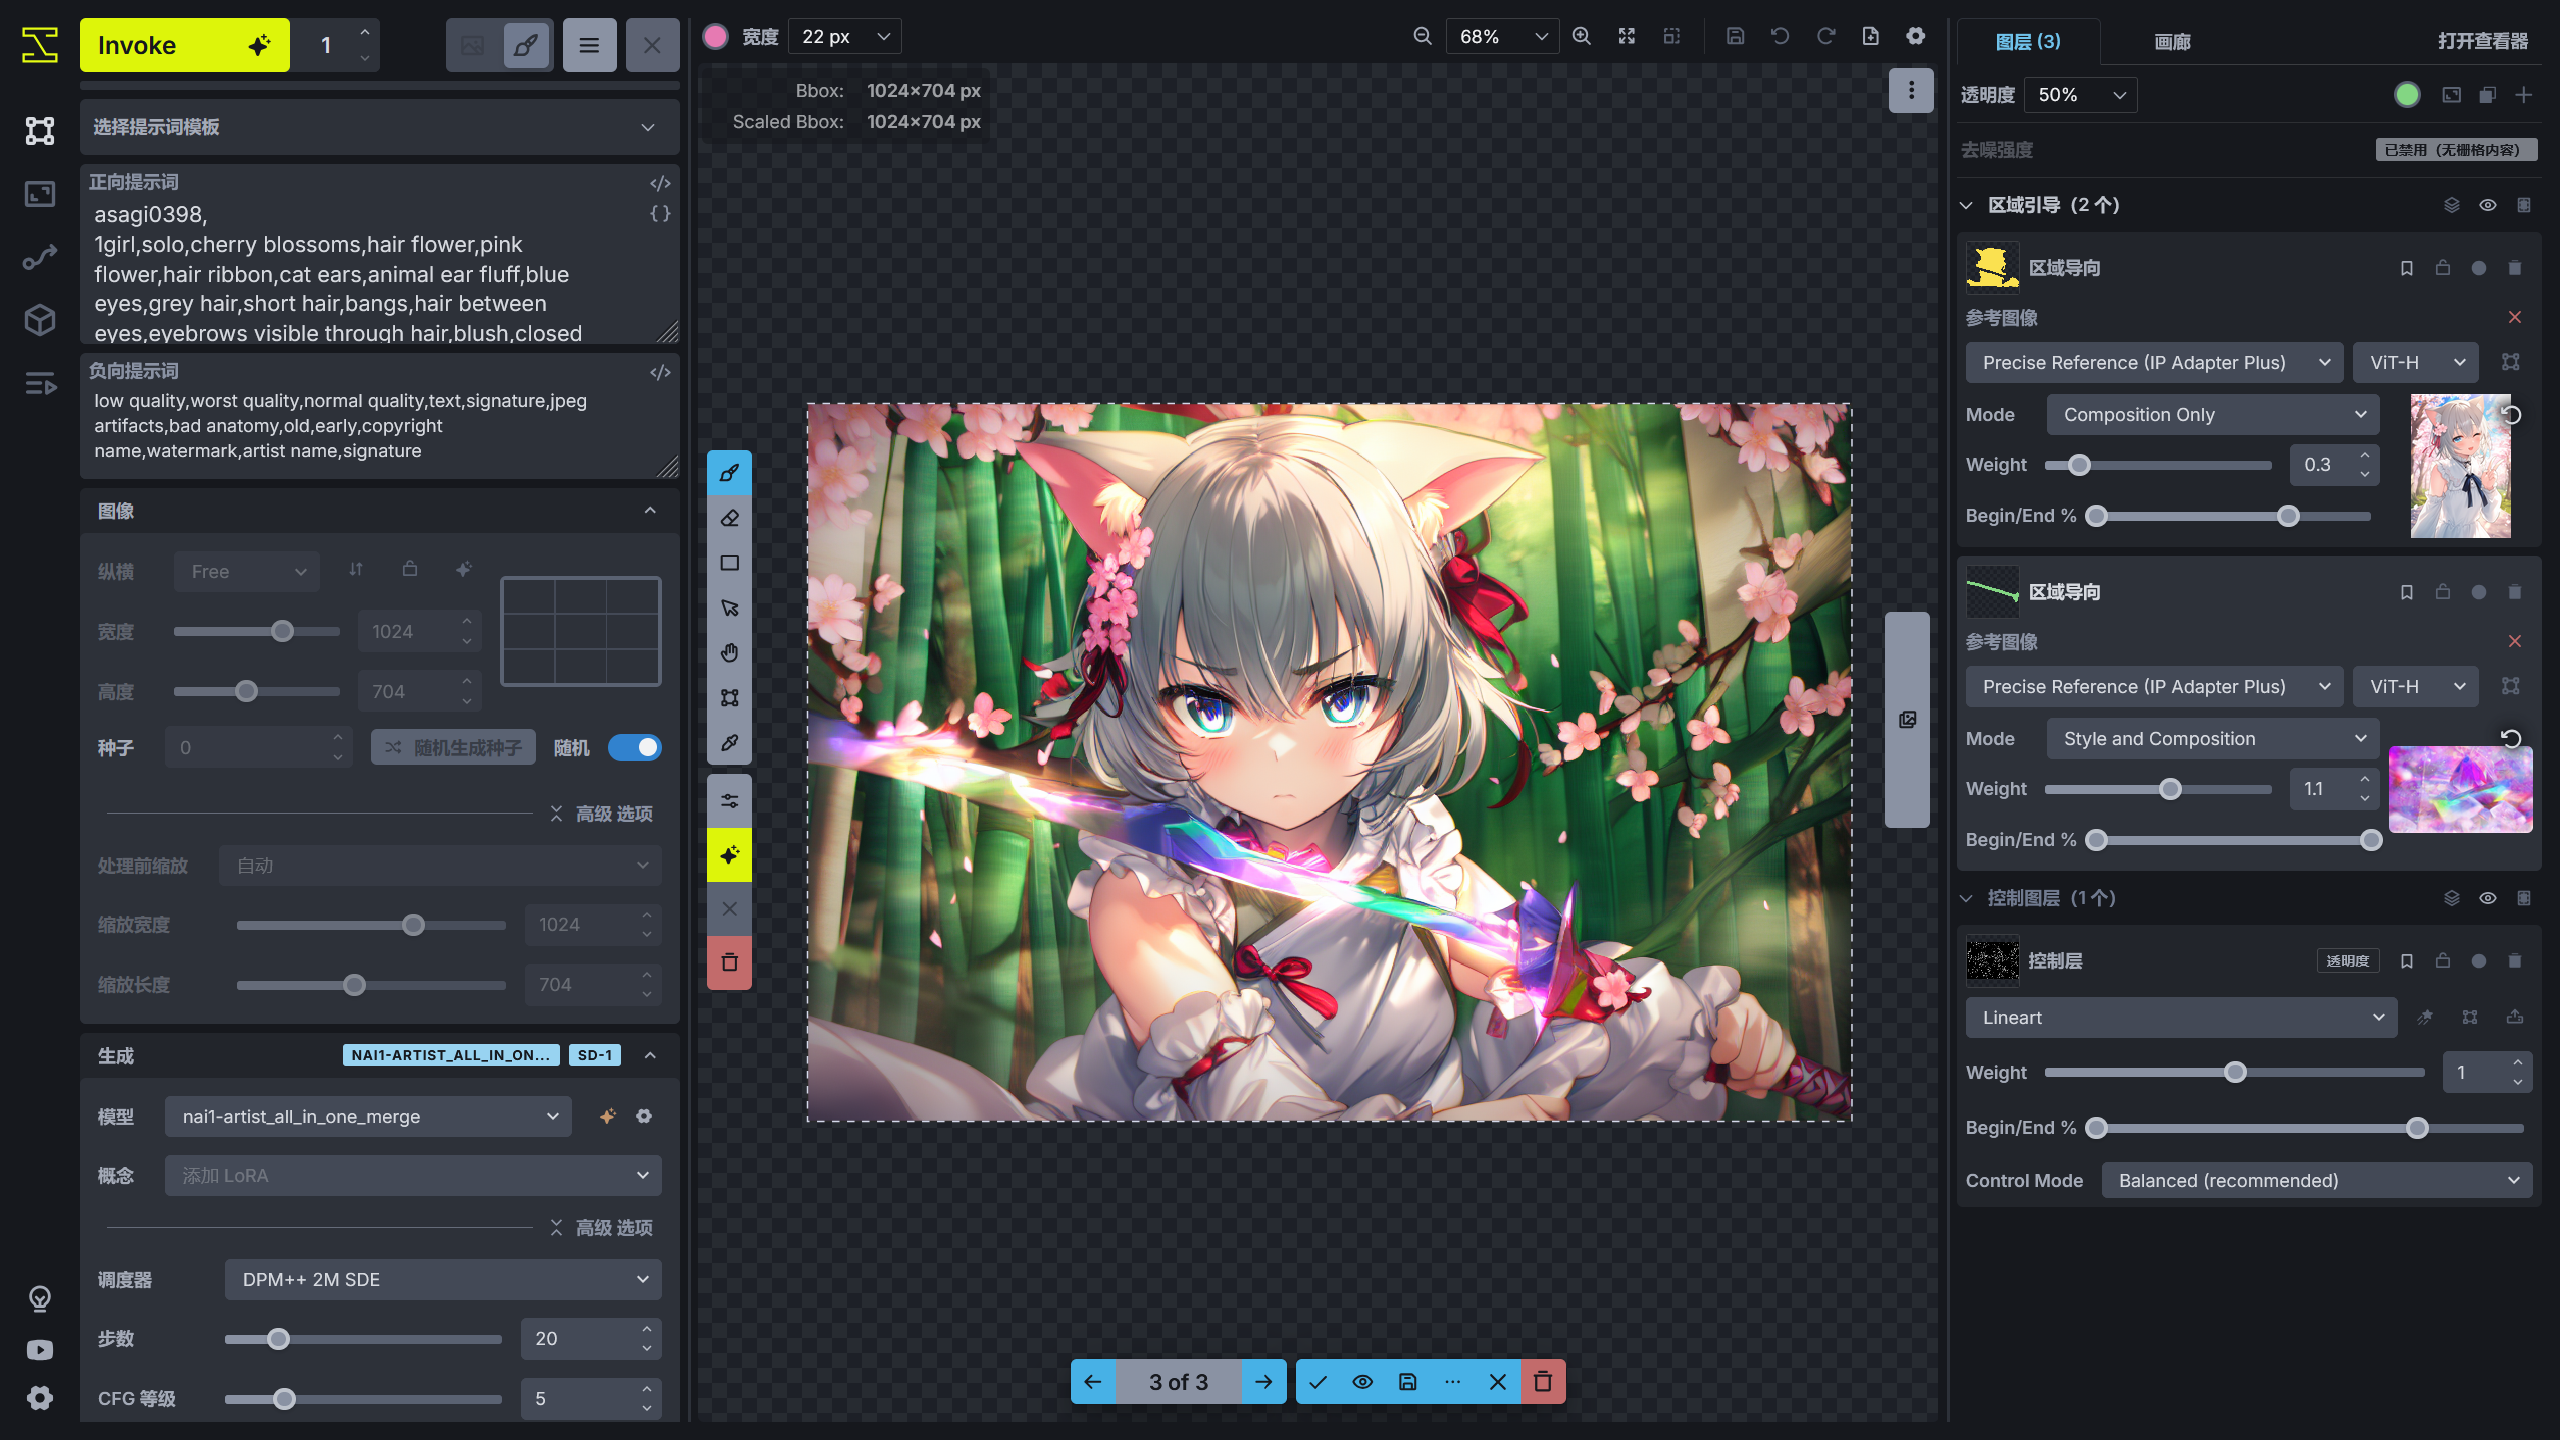 Invoke
1
选择提示词模板
正向提示词
asagi0398,
1girl,solo,cherry blossoms,hair flower,pink
flower,hair ribbon,cat ears,animal ear fluff,blue
eyes,grey hair,short hair,bangs,hair between
eyes,eyebrows visible through hair,blush,closed
负向提示词
low quality,worst quality,normal quality,text,signature,jpeg
artifacts,bad anatomy,old,early,copyright
name,watermark,artist name,signature
图像
纵横 Free
宽度 1024
高度 704
种子 0 随机生成种子 随机
高级 选项
处理前缩放 自动
缩放宽度 1024
缩放长度 704
生成 NAI1-ARTIST_ALL_IN_ON... SD-1
模型 nai1-artist_all_in_one_merge
概念 添加 LoRA
高级 选项
调度器 DPM++ 2M SDE
步数 20
CFG 等级 5
宽度 22 px
68%
Bbox: 1024×704 px
Scaled Bbox: 1024×704 px
3 of 3
图层 (3) 画廊 打开查看器
透明度 50%
去噪强度 已禁用（无栅格内容）
区域引导（2 个）
区域导向
参考图像
Precise Reference (IP Adapter Plus) ViT-H
Mode Composition Only
Weight 0.3
Begin/End %
区域导向
参考图像
Precise Reference (IP Adapter Plus) ViT-H
Mode Style and Composition
Weight 1.1
Begin/End %
控制图层（1 个）
控制层 透明度
Lineart
Weight 1
Begin/End %
Control Mode Balanced (recommended)